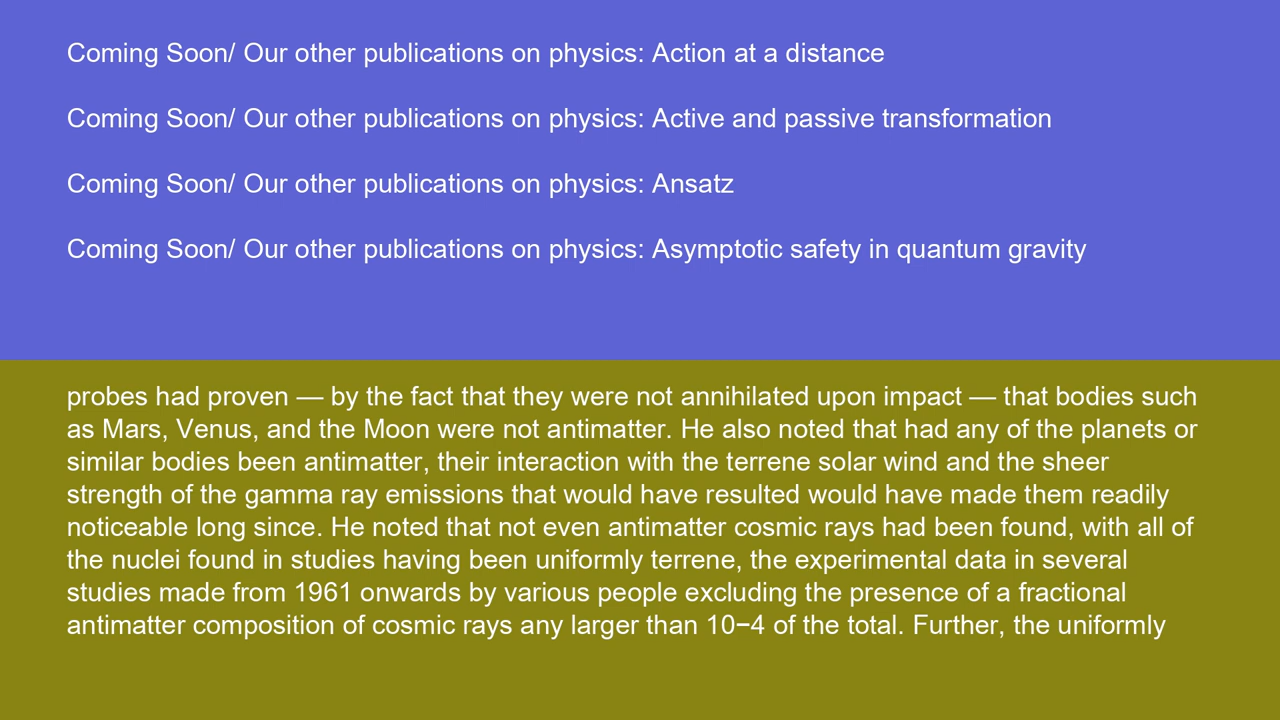 Coming Soon/ Our other publications on physics: Action at a distance
Coming Soon/ Our other publications on physics: Active and passive transformation
Coming Soon/ Our other publications on physics: Ansatz
Coming Soon/ Our other publications on physics: Asymptotic safety in quantum gravity
probes had proven — by the fact that they were not annihilated upon impact — that bodies such
as Mars, Venus, and the Moon were not antimatter. He also noted that had any of the planets or
similar bodies been antimatter, their interaction with the terrene solar wind and the sheer
strength of the gamma ray emissions that would have resulted would have made them readily
noticeable long since. He noted that not even antimatter cosmic rays had been found, with all of
the nuclei found in studies having been uniformly terrene, the experimental data in several
studies made from 1961 onwards by various people excluding the presence of a fractional
antimatter composition of cosmic rays any larger than 10−4 of the total. Further, the uniformly